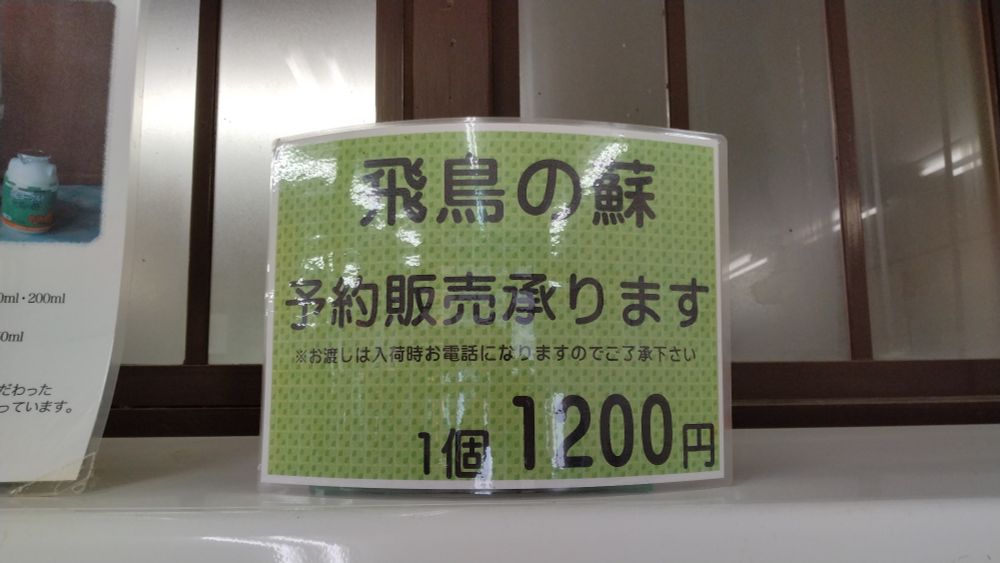 飛鳥の蘇
予約販売承ります
※お渡しは入荷時お電話になりますのでご了承下さい
1個 1200円
0ml・200ml
0ml
だわった
っています。